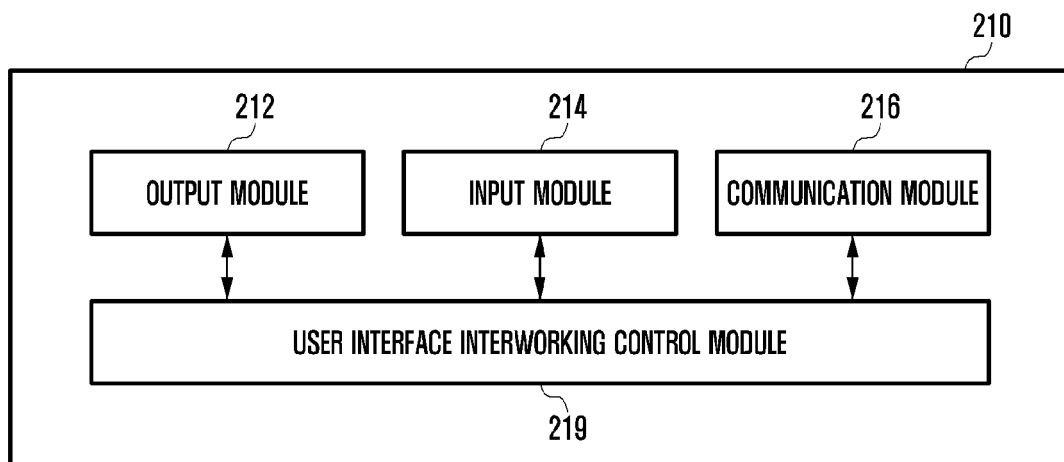 210
212
214
216
OUTPUT MODULE
INPUT MODULE
COMMUNICATION MODULE
USER INTERFACE INTERWORKING CONTROL MODULE
219